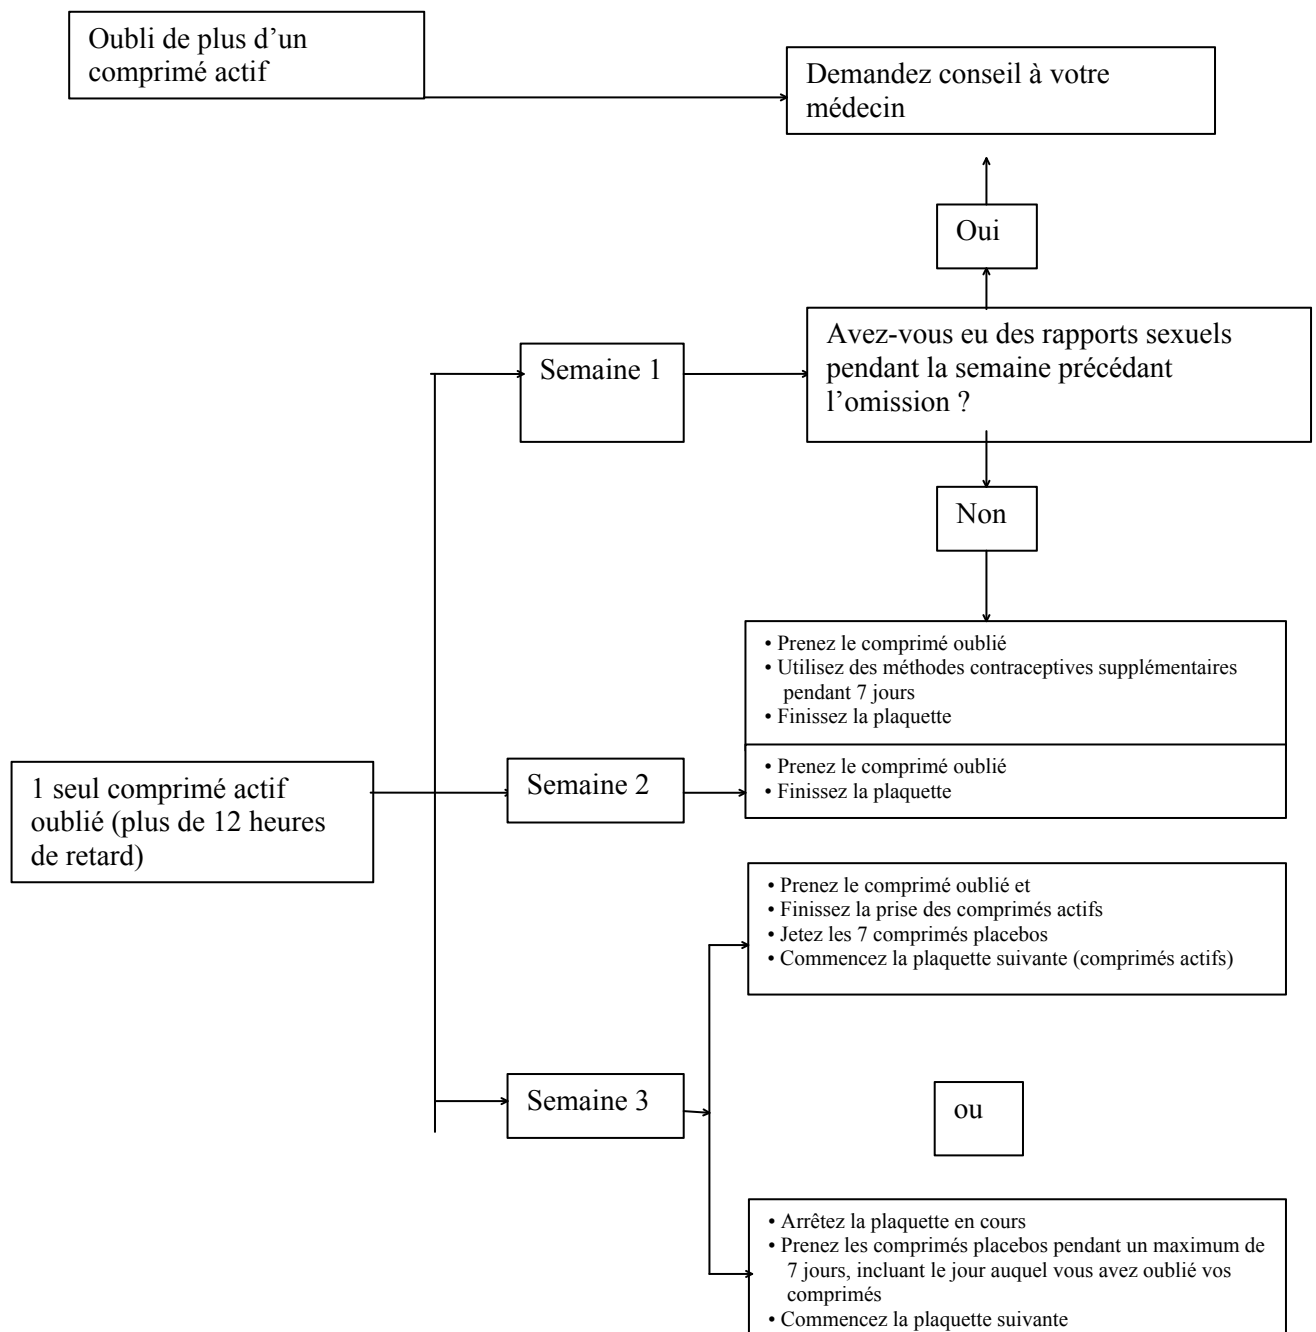 Oubli de plus d’un
comprimé actif
Demandez conseil à votre
médecin
Oui
Avez-vous eu des rapports sexuels
pendant la semaine précédant
l’omission ?
Semaine 1
Non
• Prenez le comprimé oublié
• Utilisez des méthodes contraceptives supplémentaires
pendant 7 jours
• Finissez la plaquette
1 seul comprimé actif
oublié (plus de 12 heures
de retard)
Semaine 2
• Prenez le comprimé oublié
• Finissez la plaquette
Semaine 3
• Prenez le comprimé oublié et
• Finissez la prise des comprimés actifs
• Jetez les 7 comprimés placebos
• Commencez la plaquette suivante (comprimés actifs)
ou
• Arrêtez la plaquette en cours
• Prenez les comprimés placebos pendant un maximum de
7 jours, incluant le jour auquel vous avez oublié vos
comprimés
• Commencez la plaquette suivante